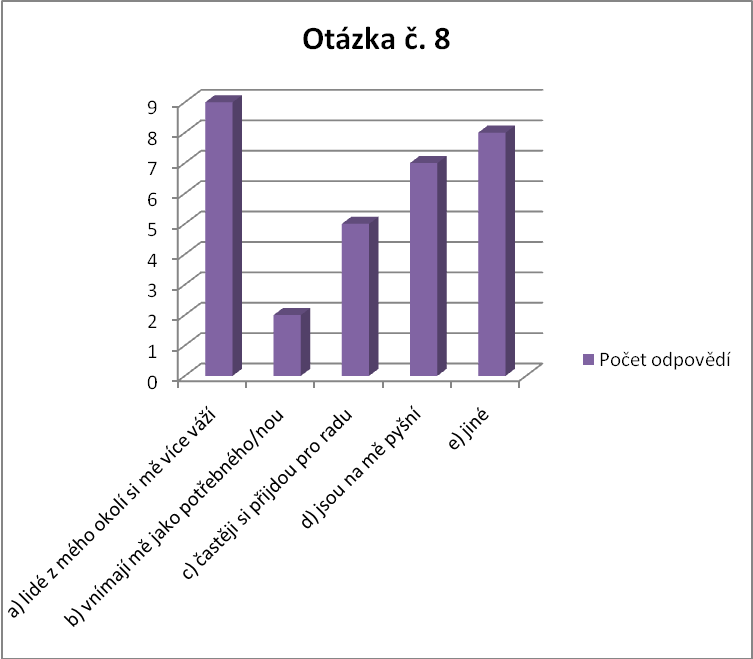 Otázka č. 8
9
8
7
6
5
4
3
2
1
0
a) lidé z mého okolí si mě více váží
b) vnímají mě jako potřebného/nou
c) častěji si přijdou pro radu
d) jsou na mě pyšní
e) jiné
Počet odpovědí